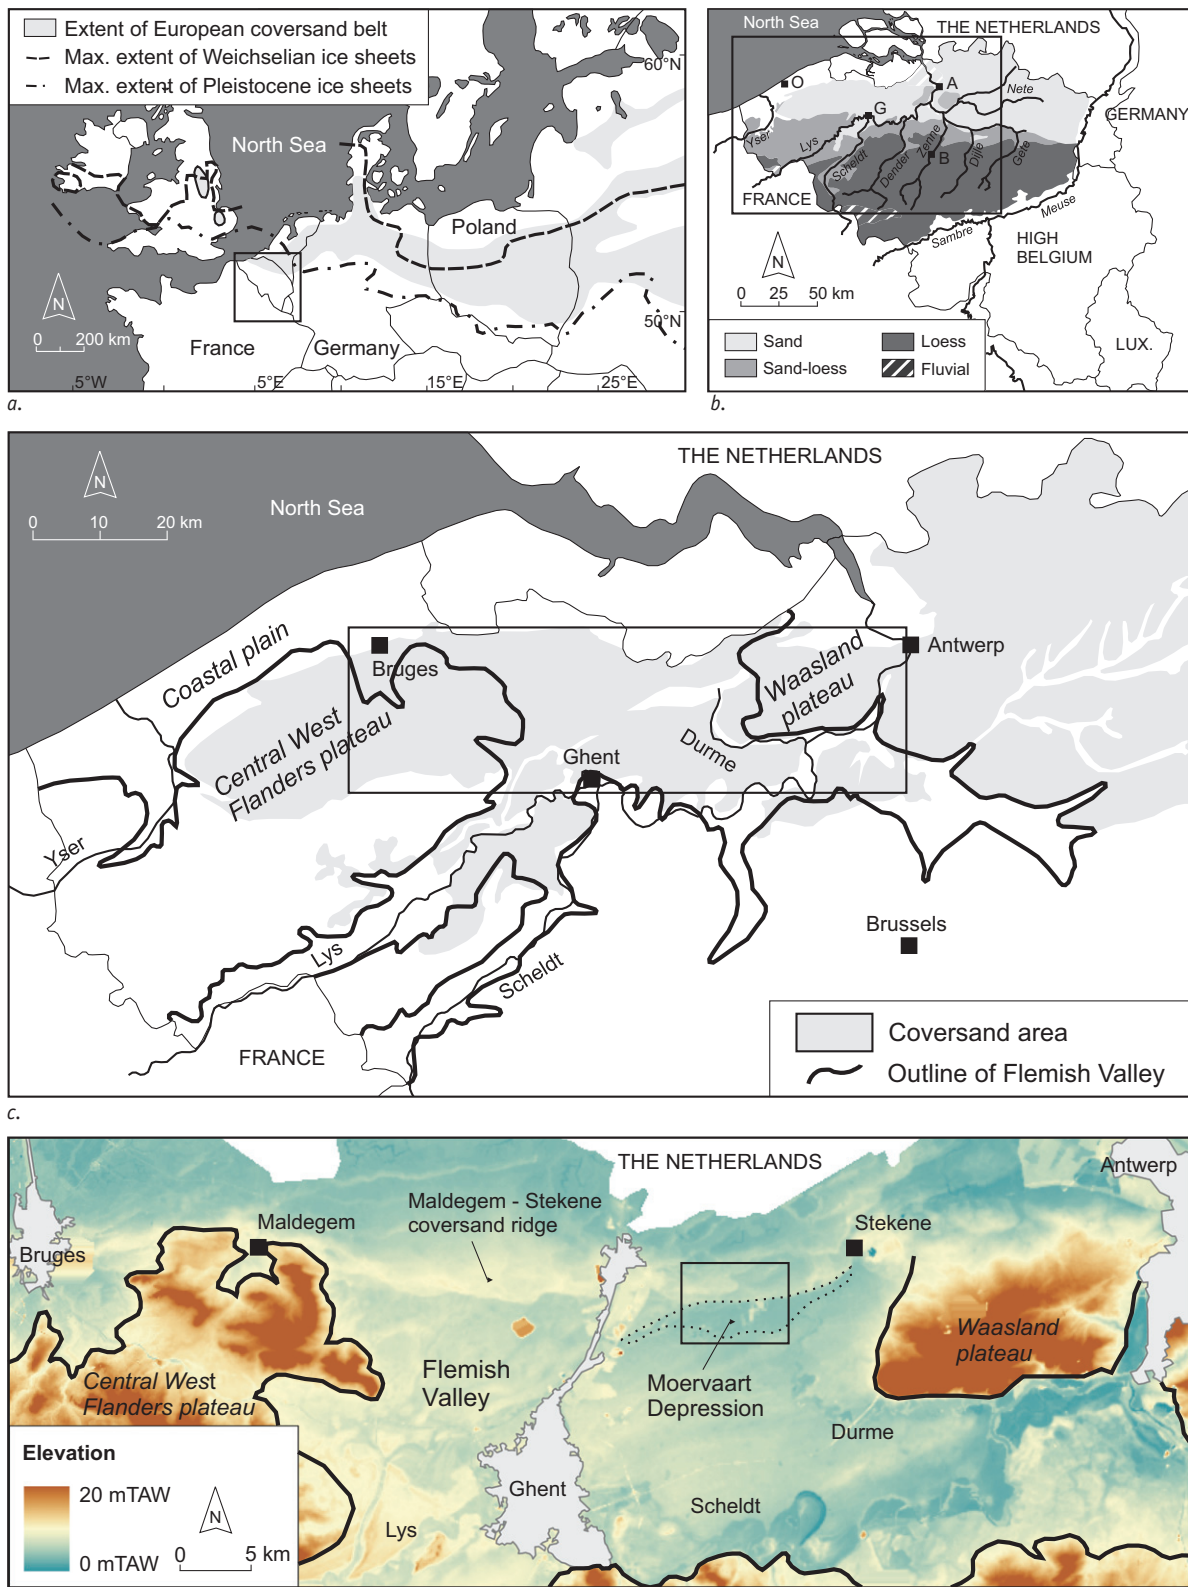 Extent of European coversand belt
Max. extent of Weichselian ice sheets
Max. extent of Pleistocene ice sheets
60°N
North Sea
Poland
N
0 200 km
50°N
France
Germany
5°W
5°E
15°E
25°E
a.
North Sea
THE NETHERLANDS
O
A
Nete
G
GERMANY
Yser
Lys
Scheldt
Dender
Zenne
B
Dijle
Gete
FRANCE
Meuse
Sambre
HIGH
BELGIUM
N
0 25 50 km
LUX.
Sand
Loess
Sand-loess
Fluvial
b.
THE NETHERLANDS
N
North Sea
0 10 20 km
Coastal plain
Bruges
Antwerp
Waasland
plateau
Central West
Flanders plateau
Durme
Ghent
Yser
Brussels
Lys
Scheldt
FRANCE
Coversand area
Outline of Flemish Valley
c.
THE NETHERLANDS
Antwerp
Maldegem - Stekene
coversand ridge
Maldegem
Stekene
Bruges
Waasland
plateau
Flemish
Valley
Central West
Flanders plateau
Moervaart
Depression
Durme
Elevation
20 mTAW
0 mTAW
N
0 5 km
Ghent
Scheldt
Lys